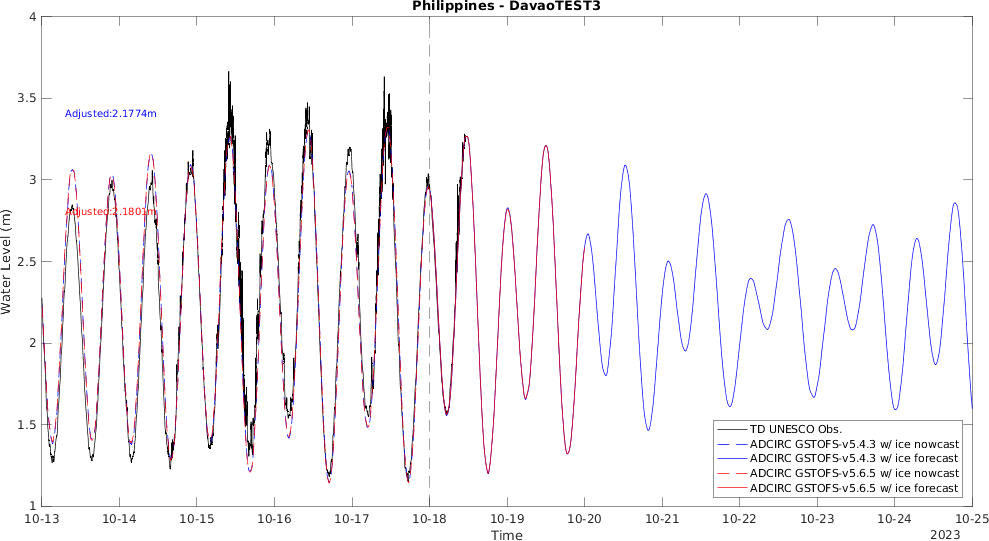 Philippines - DavaoTEST3
4
3.5
3
2.5
2
1.5
1
Water Level (m)
Adjusted:2.1774m
Adjusted:2.1801m
TD UNESCO Obs.
ADCIRC GSTOFS-v5.4.3 w/ ice nowcast
ADCIRC GSTOFS-v5.4.3 w/ ice forecast
ADCIRC GSTOFS-v5.6.5 w/ ice nowcast
ADCIRC GSTOFS-v5.6.5 w/ ice forecast
10-13 10-14 10-15 10-16 10-17 10-18 10-19 10-20 10-21 10-22 10-23 10-24 10-25
Time
2023